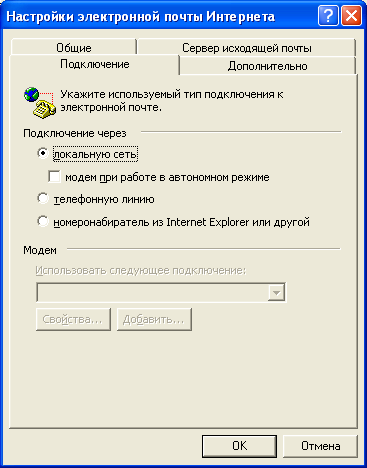 Настройки электронной почты Интернета
Общие
Сервер исходящей почты
Подключение
Дополнительно
Укажите используемый тип подключения к
электронной почте.
Подключение через
локальную сеть
модем при работе в автономном режиме
телефонную линию
номеронабиратель из Internet Explorer или другой
Модем
Использовать следующее подключение:
Свойства...
Добавить...
OK
Отмена